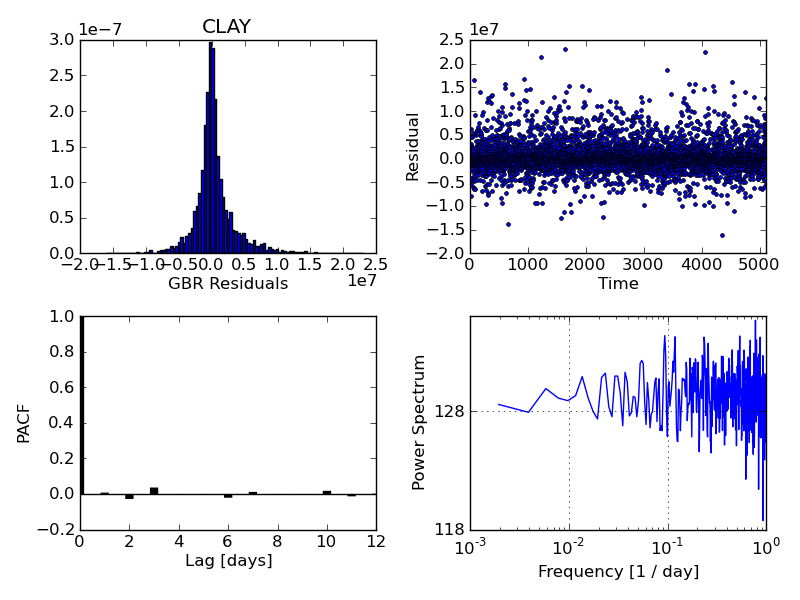 CLAY
1e−7
3.0
2.5
2.0
1.5
1.0
0.5
0.0
−2.0 −1.5 −1.0 −0.5 0.0 0.5 1.0 1.5 2.0 2.5
GBR Residuals
1e7
1e7
2.5
2.0
1.5
1.0
0.5
0.0
−0.5
−1.0
−1.5
−2.0
Residual
0 1000 2000 3000 4000 5000
Time
1.0
0.8
0.6
0.4
0.2
0.0
−0.2
PACF
0 2 4 6 8 10 12
Lag [days]
128
118
Power Spectrum
10^-3 10^-2 10^-1 10^0
Frequency [1 / day]